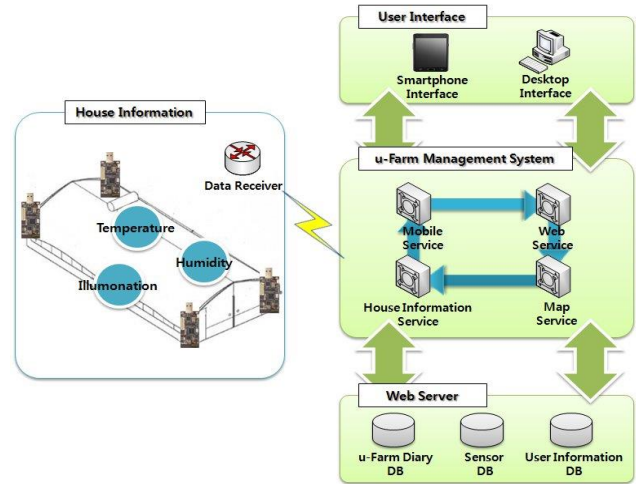 User Interface
Smartphone
Interface
Desktop
Interface
House Information
Data Receiver
Temperature
Humidity
Illumonation
u-Farm Management System
Mobile
Service
Web
Service
House Information
Service
Map
Service
Web Server
u-Farm Diary
DB
Sensor
DB
User Information
DB